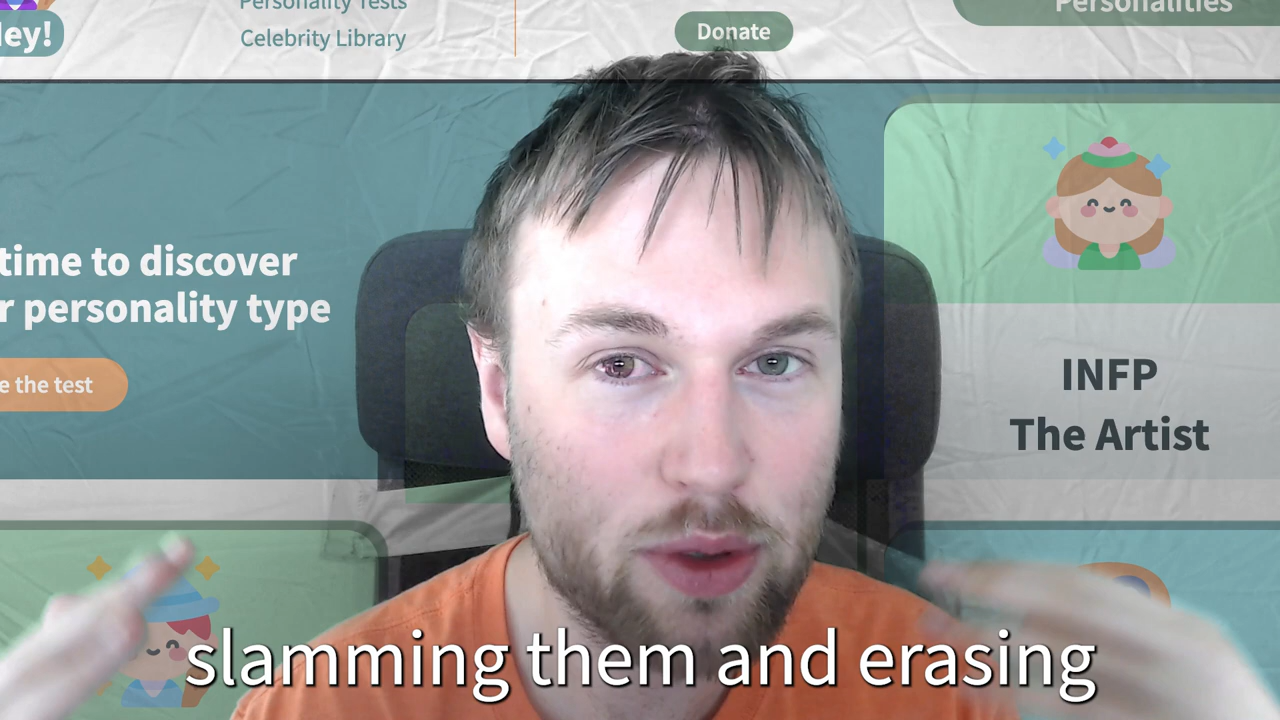 Hey!
Personality Tests
Celebrity Library
Donate
Personalities
time to discover
r personality type
e the test
INFP
The Artist
slamming them and erasing